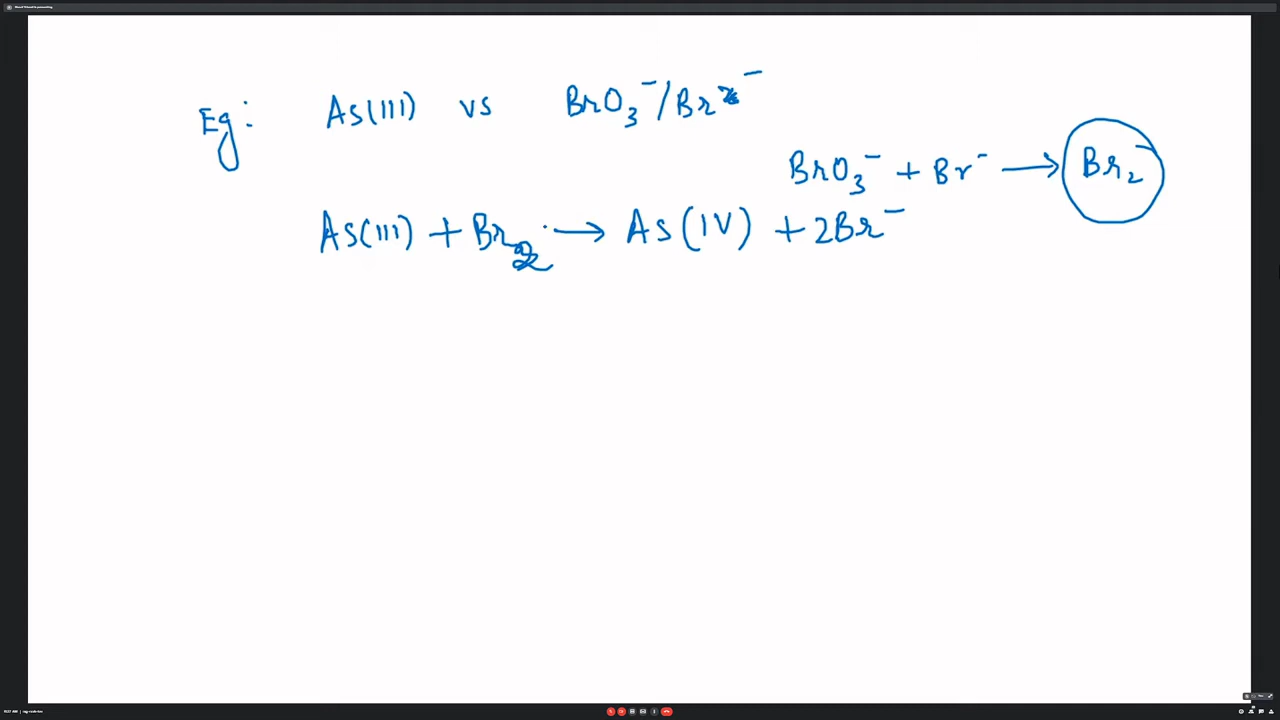 Eg: As(III) vs BrO₃⁻/Br⁻
BrO₃⁻ + Br⁻ → Br₂⁻
As(III) + Br₂ → As(IV) + 2Br⁻